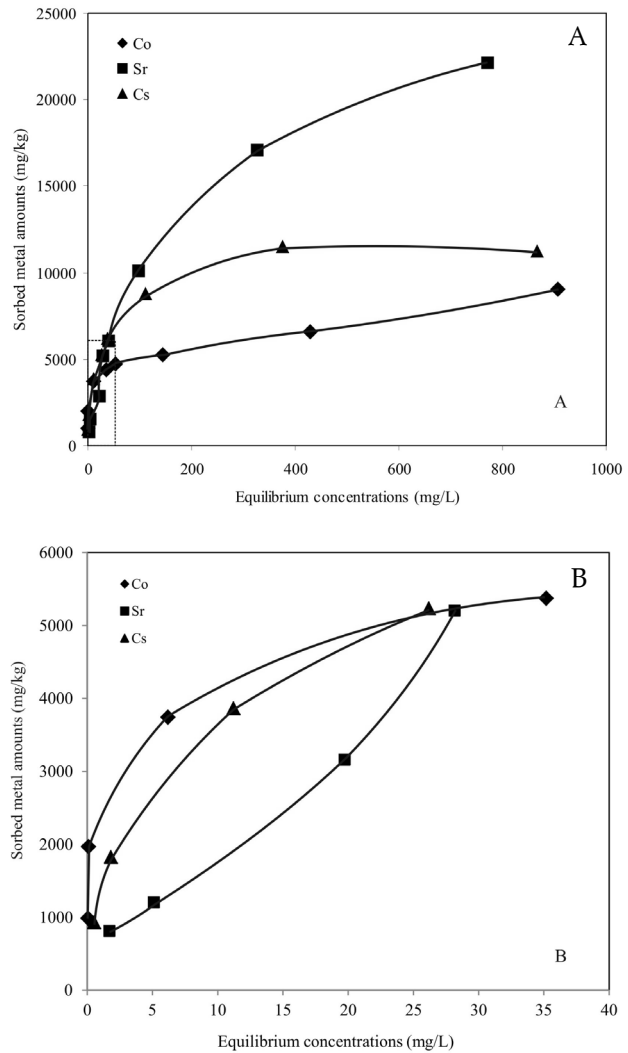 A
Co
Sr
Cs
25000
20000
15000
10000
5000
0
Sorbed metal amounts (mg/kg)
A
0 200 400 600 800 1000
Equilibrium concentrations (mg/L)
B
Co
Sr
Cs
6000
5000
4000
3000
2000
1000
0
Sorbed metal amounts (mg/kg)
B
0 5 10 15 20 25 30 35 40
Equilibrium concentrations (mg/L)